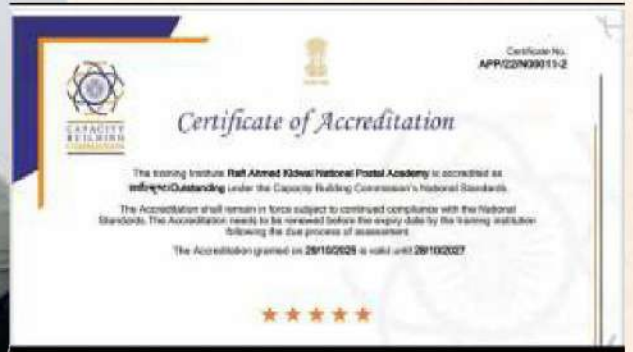 Certificate No.
APP/22/N00011-2
CAPACITY
BUILDING
COMMISSION
Certificate of Accreditation
The training Institute Rafi Ahmed Kidwai National Postal Academy is accredited as
Outstanding under the Capacity Building Commission's National Standards.
The Accreditation shall remain in force subject to continued compliance with the National
Standards. The Accreditation needs to be renewed before the expiry date by the training institution
following the due process of assessment
The Accreditation granted on 29/10/2025 is valid until 28/10/2027